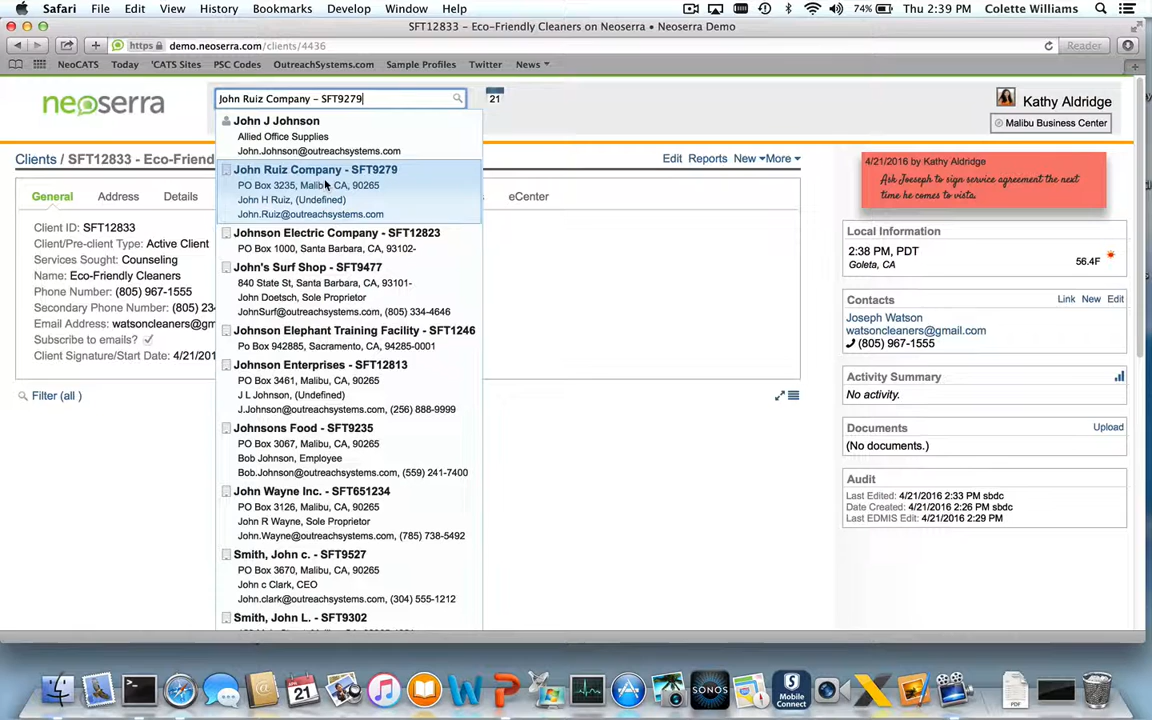 Safari File Edit View History Bookmarks Develop Window Help 74% Thu 2:39 PM Colette Williams
SFT12833 – Eco-Friendly Cleaners on Neoserra • Neoserra Demo
https demo.neoserra.com/clients/4436 Reader
NeoCATS Today 'CATS Sites PSC Codes OutreachSystems.com Sample Profiles Twitter News
neoserra
John Ruiz Company – SFT9279
21
Kathy Aldridge
Malibu Business Center
John J Johnson
Allied Office Supplies
John.Johnson@outreachsystems.com
John Ruiz Company - SFT9279
PO Box 3235, Malibu, CA, 90265
John H Ruiz, (Undefined)
John.Ruiz@outreachsystems.com
Johnson Electric Company - SFT12823
PO Box 1000, Santa Barbara, CA, 93102-
John's Surf Shop - SFT9477
840 State St, Santa Barbara, CA, 93101-
John Doetsch, Sole Proprietor
JohnSurf@outreachsystems.com, (805) 334-4646
Johnson Elephant Training Facility - SFT1246
Po Box 942885, Sacramento, CA, 94285-0001
Johnson Enterprises - SFT12813
PO Box 3461, Malibu, CA, 90265
J L Johnson, (Undefined)
J.Johnson@outreachsystems.com, (256) 888-9999
Johnsons Food - SFT9235
PO Box 3067, Malibu, CA, 90265
Bob Johnson, Employee
Bob.Johnson@outreachsystems.com, (559) 241-7400
John Wayne Inc. - SFT651234
PO Box 3126, Malibu, CA, 90265
John R Wayne, Sole Proprietor
John.Wayne@outreachsystems.com, (785) 738-5492
Smith, John c. - SFT9527
PO Box 3670, Malibu, CA, 90265
John c Clark, CEO
John.clark@outreachsystems.com, (304) 555-1212
Smith, John L. - SFT9302
Clients / SFT12833 - Eco-Friend
Edit Reports New More
General Address Details eCenter
Client ID: SFT12833
Client/Pre-client Type: Active Client
Services Sought: Counseling
Name: Eco-Friendly Cleaners
Phone Number: (805) 967-1555
Secondary Phone Number: (805) 23
Email Address: watsoncleaners@gm
Subscribe to emails?
Client Signature/Start Date: 4/21/201
Filter (all )
4/21/2016 by Kathy Aldridge
Ask Joeseph to sign service agreement the next
time he comes to vista.
Local Information
2:38 PM, PDT
Goleta, CA
56.4F
Contacts Link New Edit
Joseph Watson
watsoncleaners@gmail.com
(805) 967-1555
Activity Summary
No activity.
Documents Upload
(No documents.)
Audit
Last Edited: 4/21/2016 2:33 PM sbdc
Date Created: 4/21/2016 2:26 PM sbdc
Last EDMIS Edit: 4/21/2016 2:29 PM
APR
21
SONOS
S
Mobile
Connect
PDF